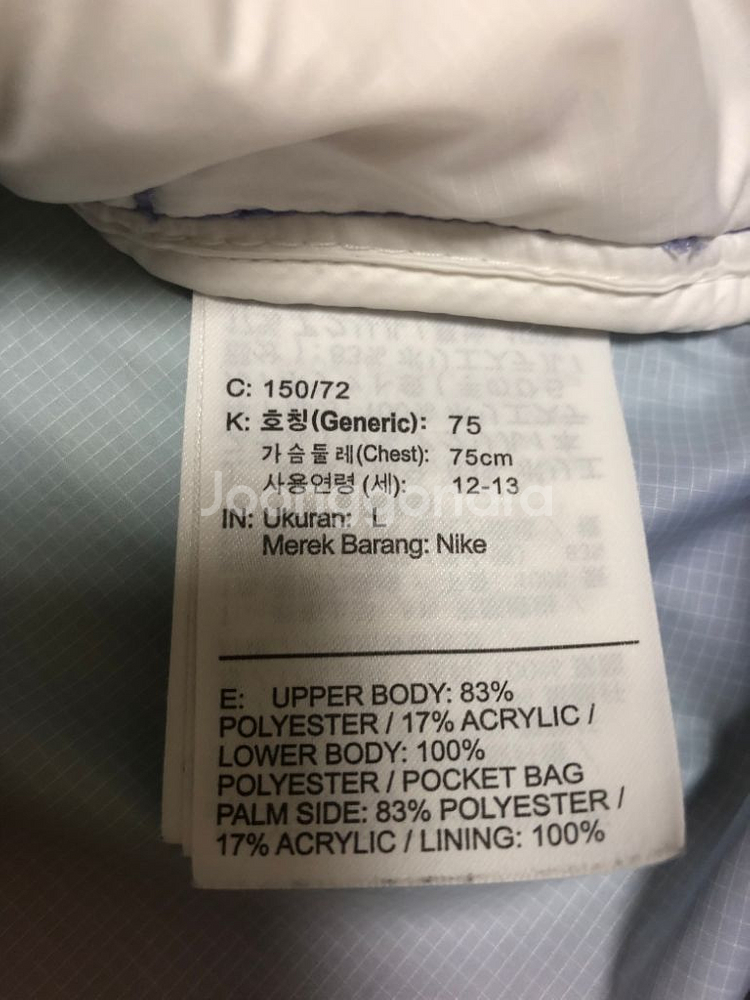 C: 150/72
K: 호칭(Generic): 75
가슴둘레(Chest): 75cm
사용연령(세): 12-13
Joonggonara
IN: Ukuran: L
Merek Barang: Nike
E: UPPER BODY: 83%
POLYESTER / 17% ACRYLIC /
LOWER BODY: 100%
POLYESTER / POCKET BAG
PALM SIDE: 83% POLYESTER /
17% ACRYLIC / LINING: 100%